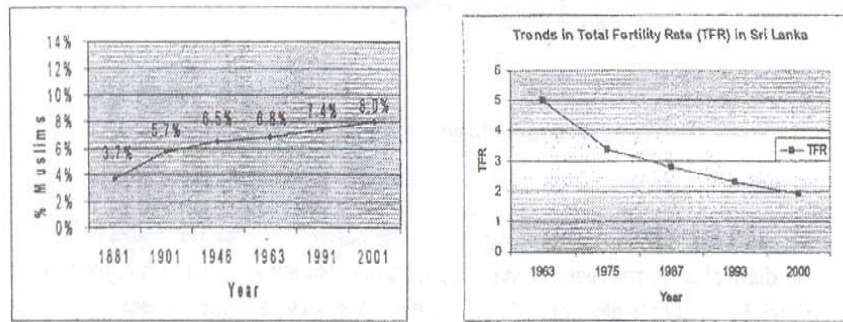 14%
12%
10%
8%
6%
4%
2%
0%
% Muslims
3.7%
5.7%
6.5%
6.8%
7.4%
8.0%
1881 1901 1946 1963 1991 2001
Year
Trends in Total Fertility Rate (TFR) in Sri Lanka
6
5
4
3
2
1
0
TFR
TFR
1963 1975 1987 1993 2000
Year